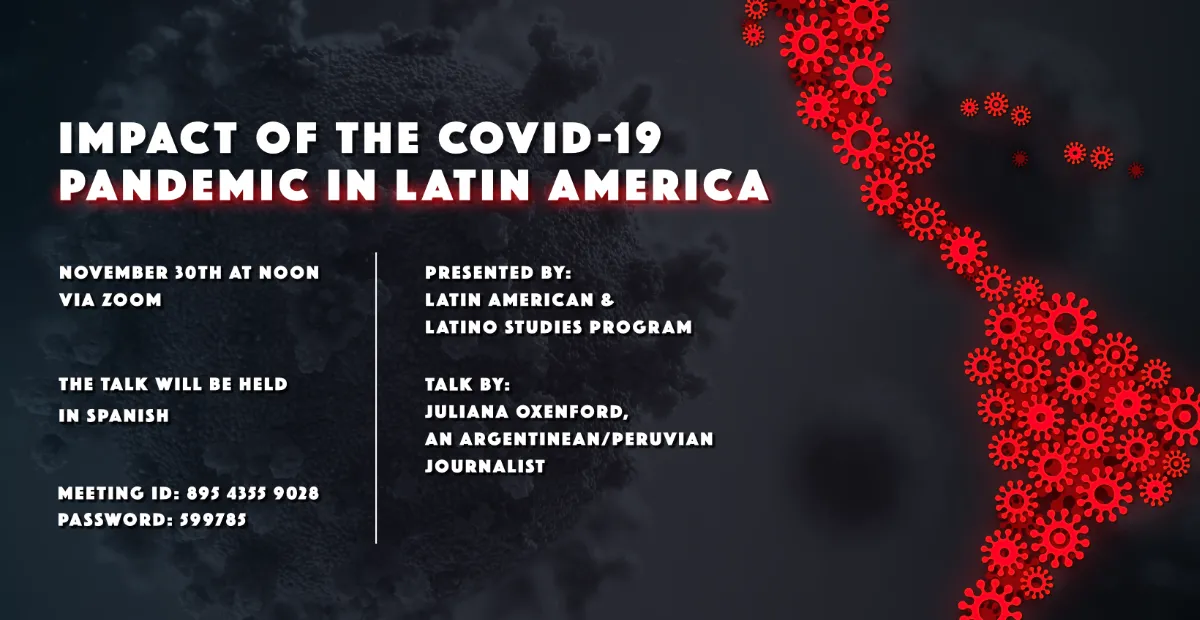 IMPACT OF THE COVID-19
PANDEMIC IN LATIN AMERICA
NOVEMBER 30TH AT NOON
VIA ZOOM
THE TALK WILL BE HELD
IN SPANISH
MEETING ID: 895 4355 9028
PASSWORD: 599785
PRESENTED BY:
LATIN AMERICAN &
LATINO STUDIES PROGRAM
TALK BY:
JULIANA OXENFORD,
AN ARGENTINEAN/PERUVIAN
JOURNALIST